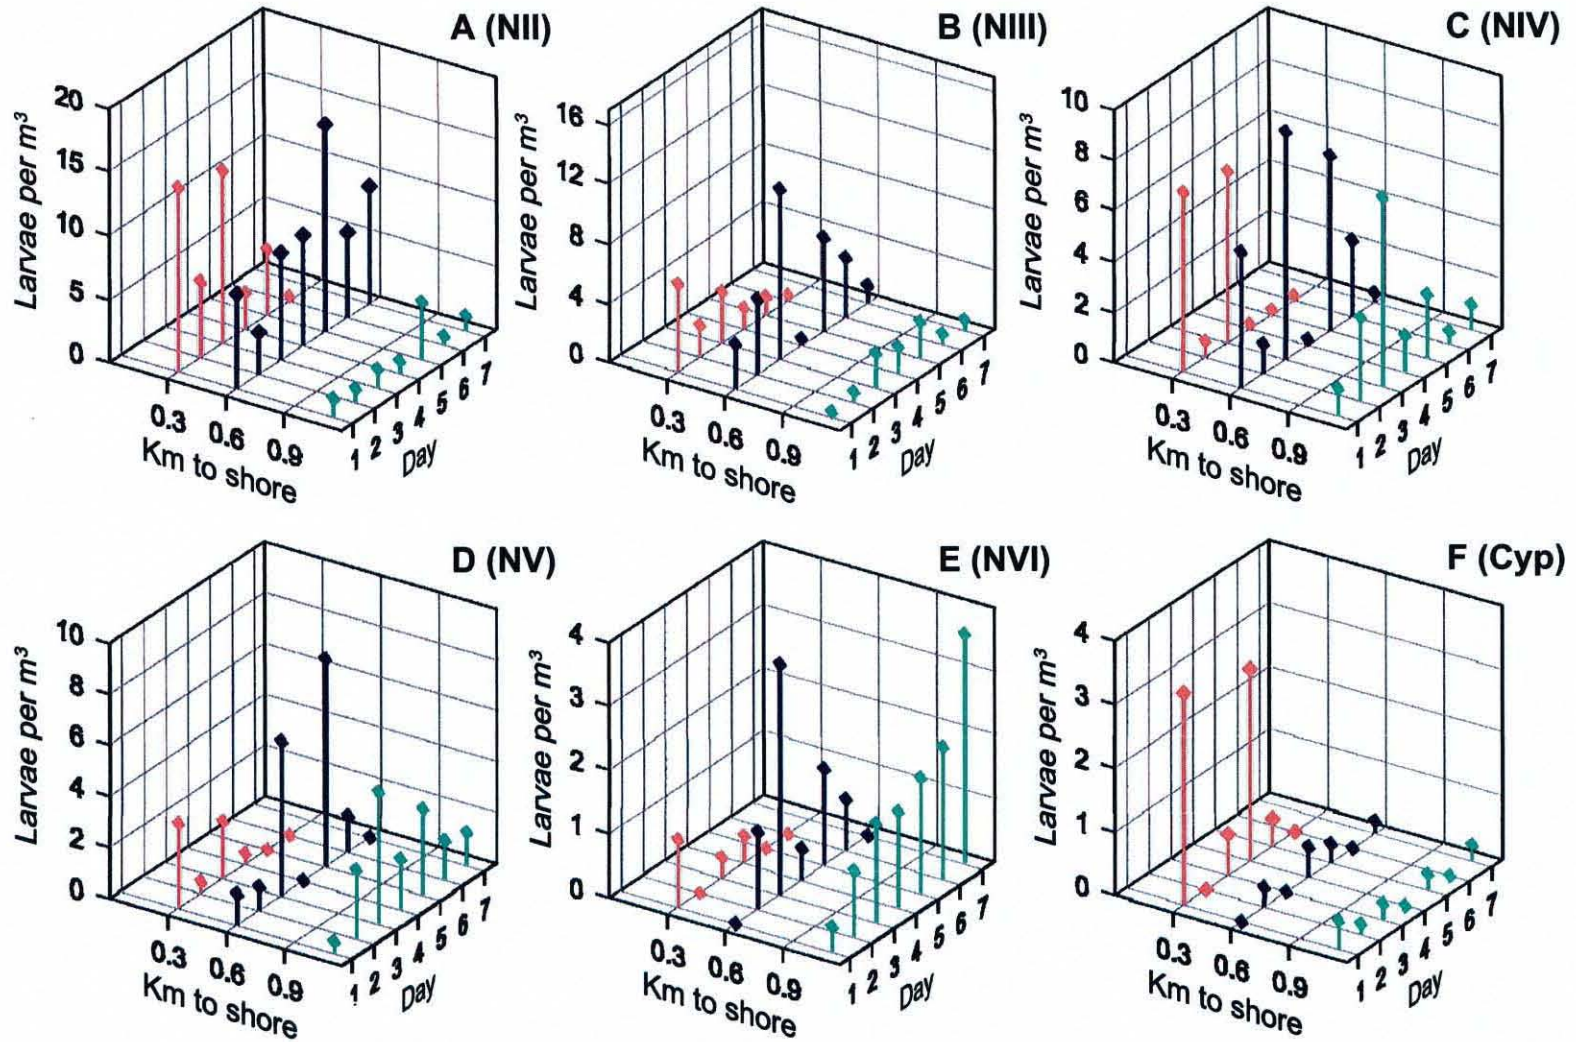 A (NII)
Larvae per m³
20
15
10
5
0
0.3 0.6 0.9
Km to shore
1 2 3 4 5 6 7
Day
B (NIII)
Larvae per m³
16
12
8
4
0
0.3 0.6 0.9
Km to shore
1 2 3 4 5 6 7
Day
C (NIV)
Larvae per m³
10
8
6
4
2
0
0.3 0.6 0.9
Km to shore
1 2 3 4 5 6 7
Day
D (NV)
Larvae per m³
10
8
6
4
2
0
0.3 0.6 0.9
Km to shore
1 2 3 4 5 6 7
Day
E (NVI)
Larvae per m³
4
3
2
1
0
0.3 0.6 0.9
Km to shore
1 2 3 4 5 6 7
Day
F (Cyp)
Larvae per m³
4
3
2
1
0
0.3 0.6 0.9
Km to shore
1 2 3 4 5 6 7
Day